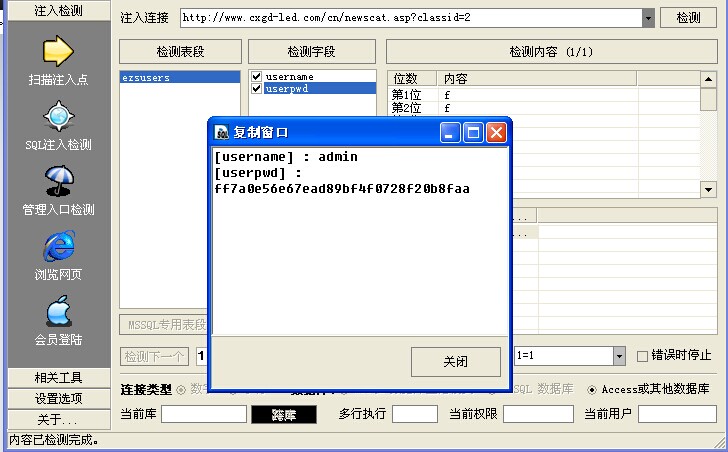 注入检测
注入连接
http://www.cxgd-led.com/cn/newscat.asp?classid=2
检测
检测表段
检测字段
检测内容 (1/1)
扫描注入点
SQL注入检测
管理入口检测
浏览网页
会员登陆
相关工具
设置选项
关于...
ezsusers
username
userpwd
位数 内容
第1位 f
第2位 f
复制窗口
[username] : admin
[userpwd] :
ff7a0e56e67ead89bf4f0728f20b8faa
关闭
...
...
MSSQL专用表段
检测下一个
1
1=1
错误时停止
连接类型
数
SQL 数据库
Access或其他数据库
当前库
跨库
多行执行
当前权限
当前用户
内容已检测完成。